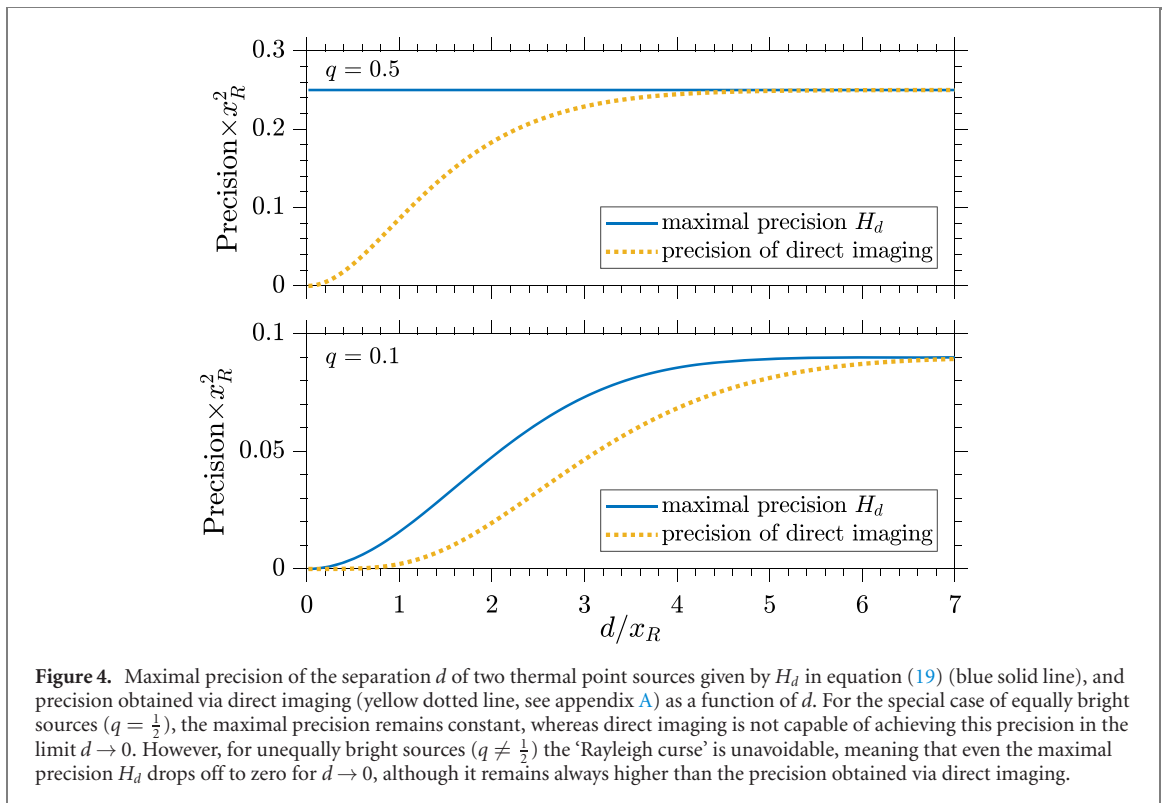 0.3
q = 0.5
0.2
0.1
0
Precision×x_R^2
maximal precision H_d
precision of direct imaging
0.1
q = 0.1
0.05
0
Precision×x_R^2
maximal precision H_d
precision of direct imaging
0 1 2 3 4 5 6 7
d/x_R
Figure 4. Maximal precision of the separation d of two thermal point sources given by H_d in equation (19) (blue solid line), and
precision obtained via direct imaging (yellow dotted line, see appendix A) as a function of d. For the special case of equally bright
sources (q = 1/2), the maximal precision remains constant, whereas direct imaging is not capable of achieving this precision in the
limit d → 0. However, for unequally bright sources (q ≠ 1/2) the ‘Rayleigh curse’ is unavoidable, meaning that even the maximal
precision H_d drops off to zero for d → 0, although it remains always higher than the precision obtained via direct imaging.